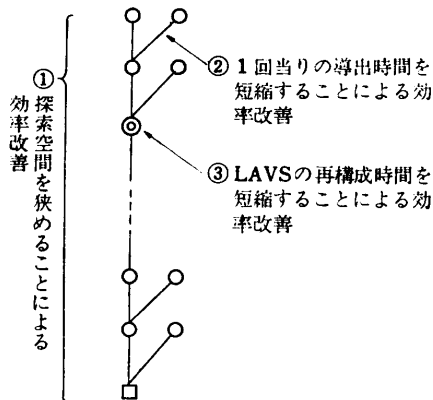 ①探索空間を狭めることによる
効率改善
② 1回当りの導出時間を
短縮することによる効
率改善
③ LAVSの再構成時間を
短縮することによる効
率改善